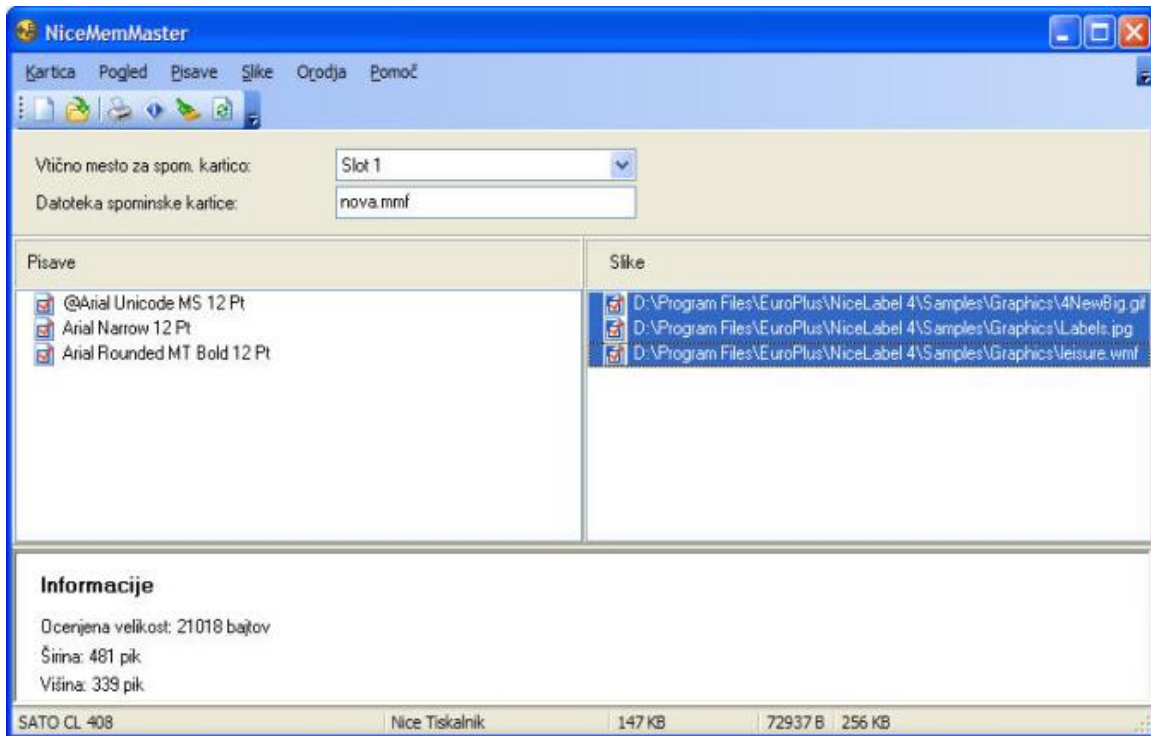 NiceMemMaster
Kartica Pogled Pisave Slike Orodja Pomoč
Vtično mesto za spom. kartico: Slot 1
Datoteka spominske kartice: nova.mmf
Pisave Slike
@Arial Unicode MS 12 Pt D:\Program Files\EuroPlus\NiceLabel 4\Samples\Graphics\4NewBig.gif
Arial Narrow 12 Pt D:\Program Files\EuroPlus\NiceLabel 4\Samples\Graphics\Labels.jpg
Arial Rounded MT Bold 12 Pt D:\Program Files\EuroPlus\NiceLabel 4\Samples\Graphics\leisure.wmf
Informacije
Ocenjena velikost: 21018 bajtov
Širina: 481 pik
Višina: 339 pik
SATO CL 408 Nice Tiskalnik 147 KB 72937 B 256 KB